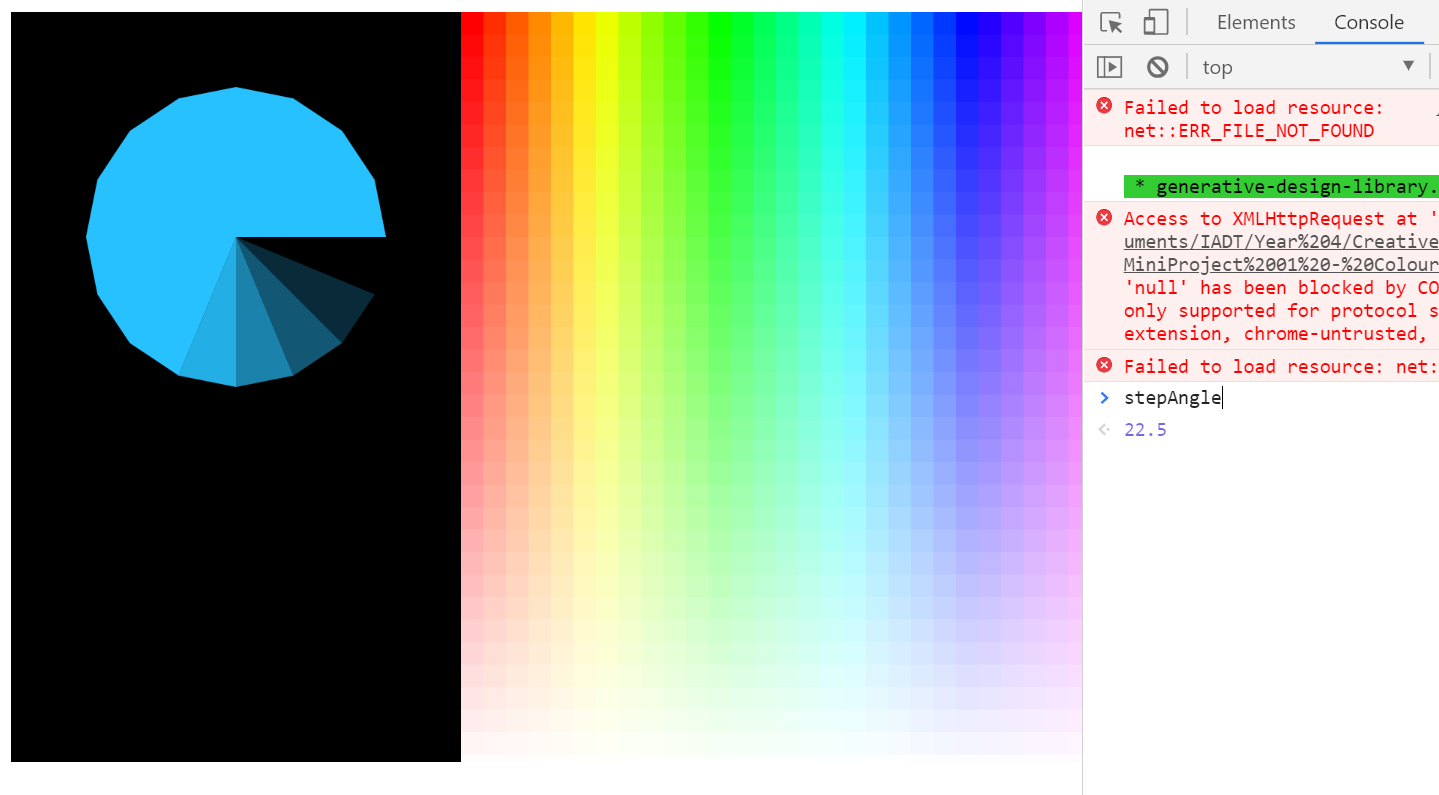 Elements Console
top
Failed to load resource:
net::ERR_FILE_NOT_FOUND
* generative-design-library.
Access to XMLHttpRequest at '
uments/IADT/Year%204/Creative
MiniProject%2001%20-%20Colour
'null' has been blocked by CO
only supported for protocol s
extension, chrome-untrusted,
Failed to load resource: net:
stepAngle
22.5